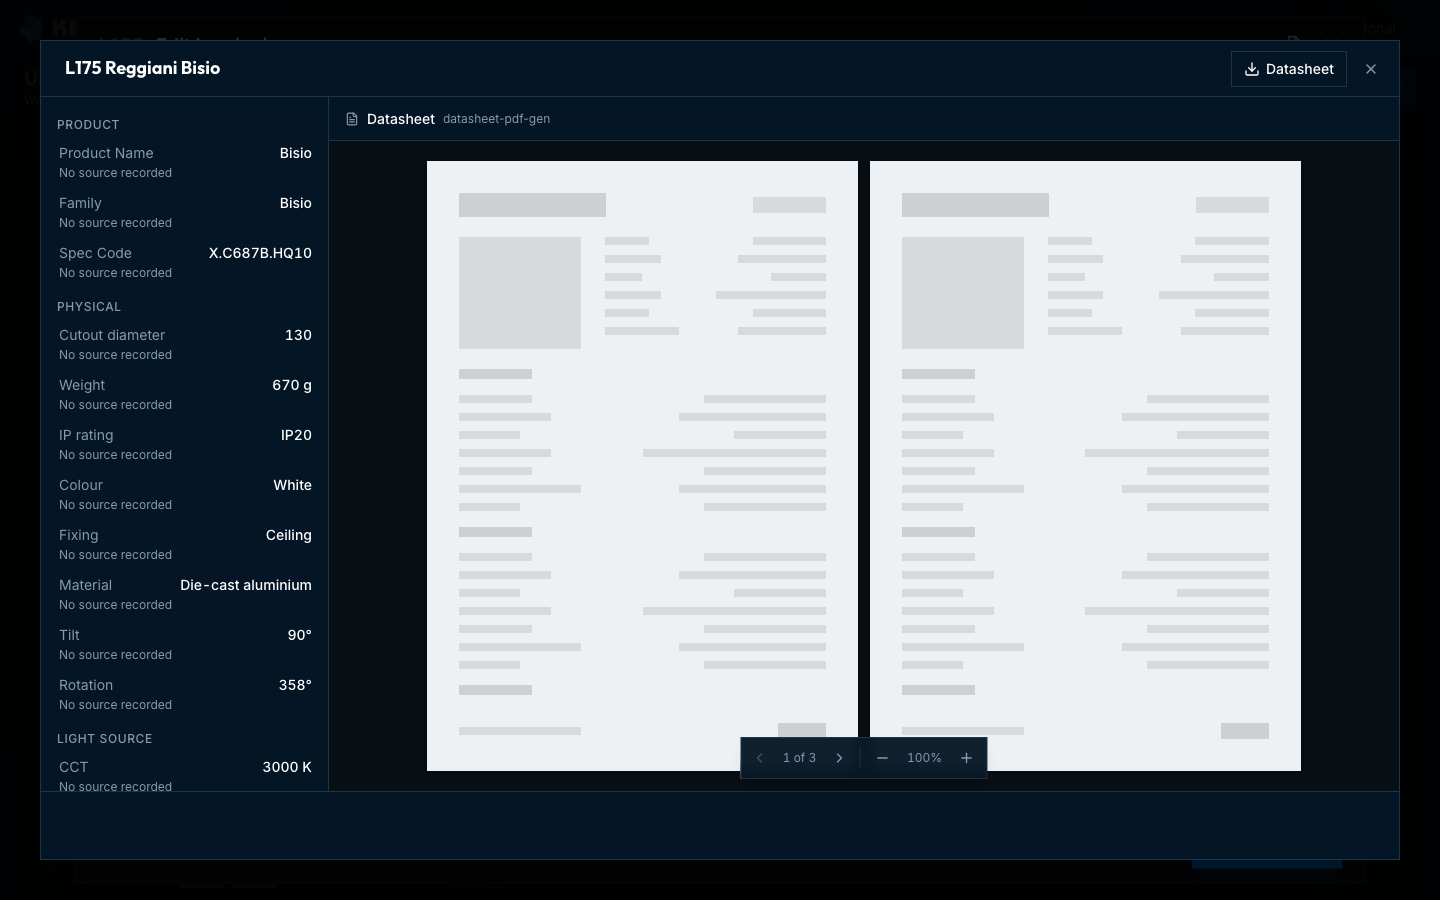 L175 Reggiani Bisio
Datasheet
PRODUCT
Product Name Bisio
No source recorded
Family Bisio
No source recorded
Spec Code X.C687B.HQ10
No source recorded
PHYSICAL
Cutout diameter 130
No source recorded
Weight 670 g
No source recorded
IP rating IP20
No source recorded
Colour White
No source recorded
Fixing Ceiling
No source recorded
Material Die-cast aluminium
No source recorded
Tilt 90°
No source recorded
Rotation 358°
No source recorded
LIGHT SOURCE
CCT 3000 K
No source recorded
Datasheet datasheet-pdf-gen
1 of 3
100%